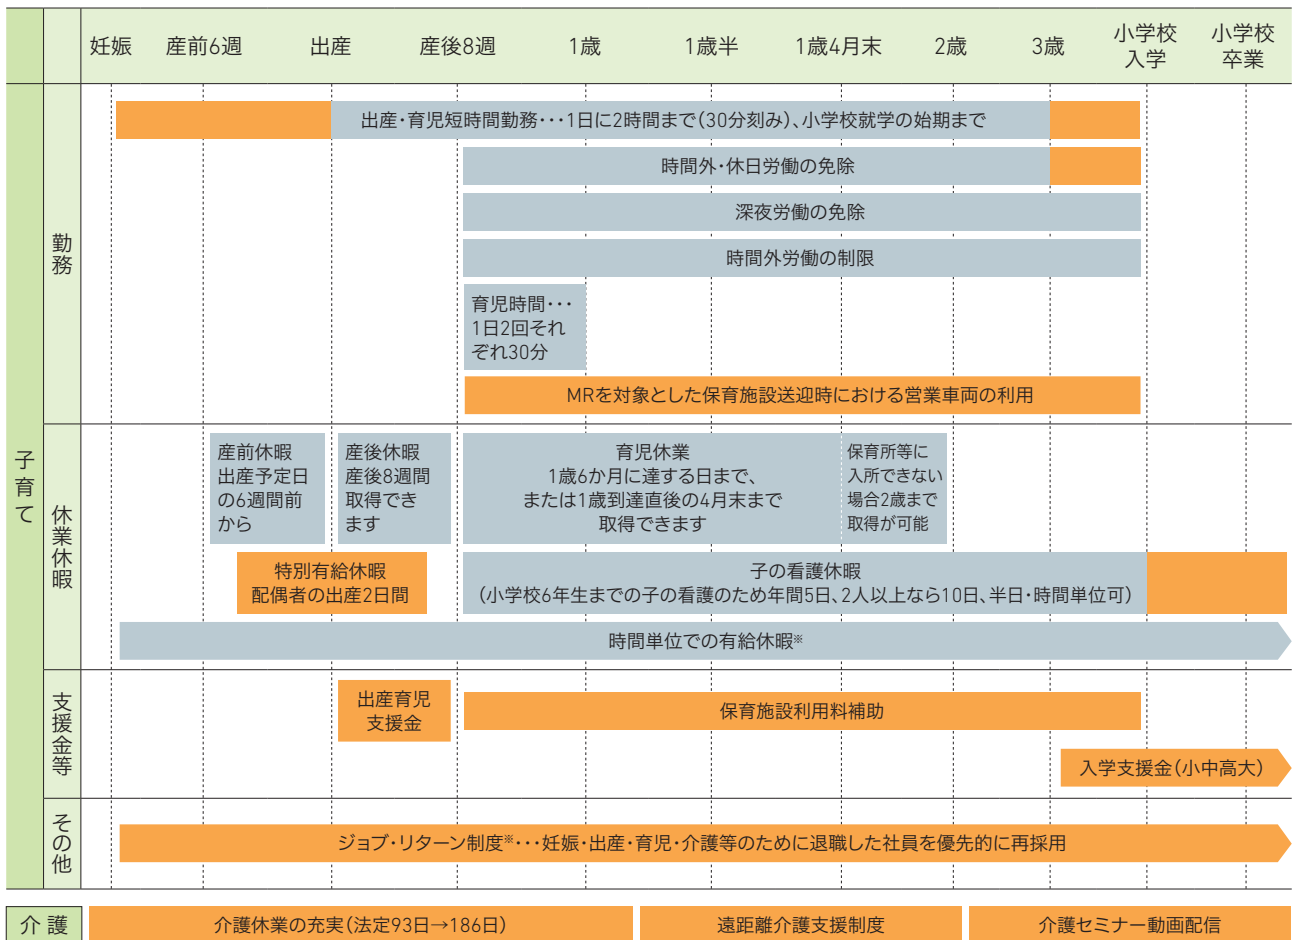 妊娠
産前6週
出産
産後8週
1歳
1歳半
1歳4月末
2歳
3歳
小学校
入学
小学校
卒業
子育て
勤務
出産・育児短時間勤務・・・1日に2時間まで(30分刻み)、小学校就学の始期まで
時間外・休日労働の免除
深夜労働の免除
時間外労働の制限
育児時間・・・
1日2回それ
ぞれ30分
MRを対象とした保育施設送迎時における営業車両の利用
休業休暇
産前休暇
出産予定日
の6週間前
から
産後休暇
産後8週間
取得でき
ます
育児休業
1歳6か月に達する日まで、
または1歳到達直後の4月末まで
取得できます
保育所等に
入所できない
場合2歳まで
取得が可能
特別有給休暇
配偶者の出産2日間
子の看護休暇
(小学校6年生までの子の看護のため年間5日、2人以上なら10日、半日・時間単位可)
時間単位での有給休暇※
支援金等
出産育児
支援金
保育施設利用料補助
入学支援金(小中高大)
その他
ジョブ・リターン制度※・・・妊娠・出産・育児・介護等のために退職した社員を優先的に再採用
介護
介護休業の充実(法定93日→186日)
遠距離介護支援制度
介護セミナー動画配信